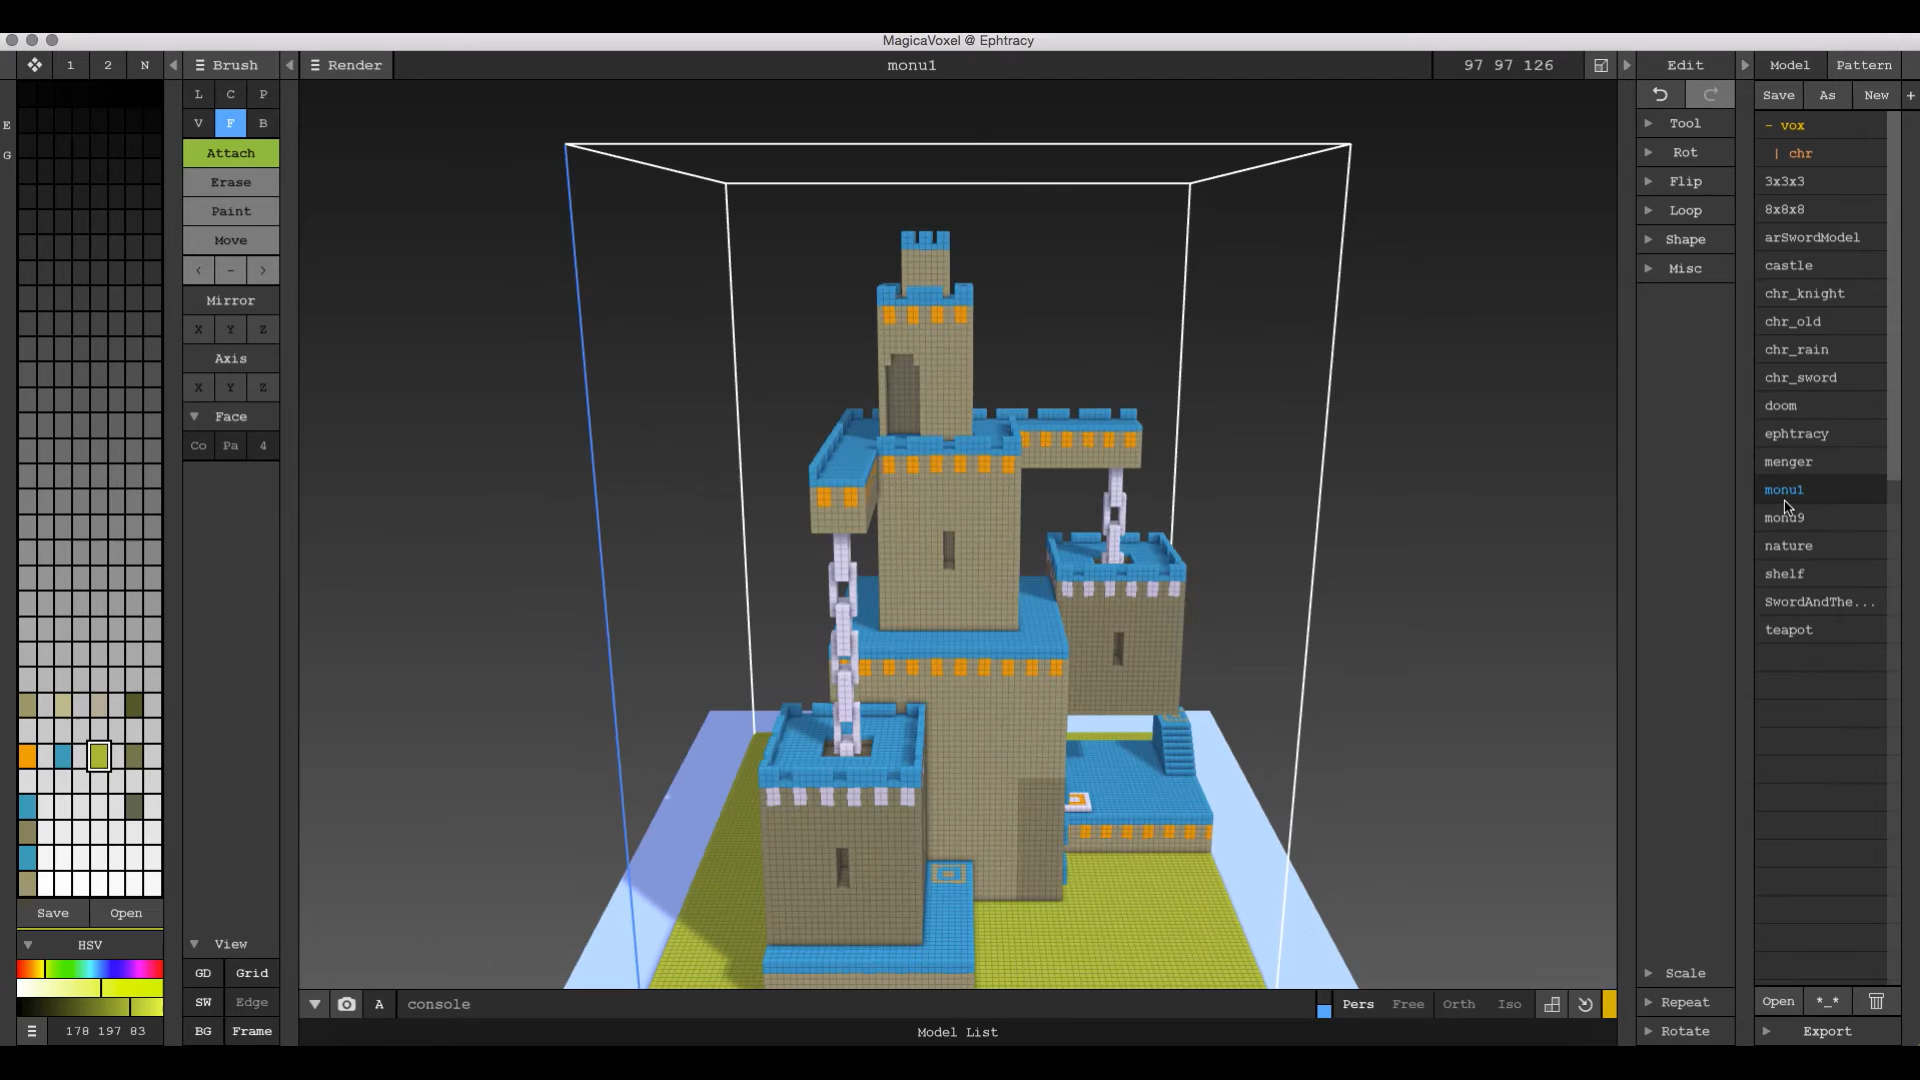 MagicaVoxel @ Ephtracy
1 2 N Brush Render monu1 97 97 126 Edit Model Pattern
L C P
V F B
Attach
Erase
Paint
Move
< - >
Mirror
X Y Z
Axis
X Y Z
Face
Co Pa 4
E
G
Save Open
HSV
178 197 83
View
GD Grid
SW Edge
BG Frame
A console Pers Free Orth Iso
Model List
Tool
Rot
Flip
Loop
Shape
Misc
Scale
Repeat
Rotate
Save As New +
- vox
| chr
3x3x3
8x8x8
arSwordModel
castle
chr_knight
chr_old
chr_rain
chr_sword
doom
ephtracy
menger
monu1
monu9
nature
shelf
SwordAndThe...
teapot
Open *_*
Export